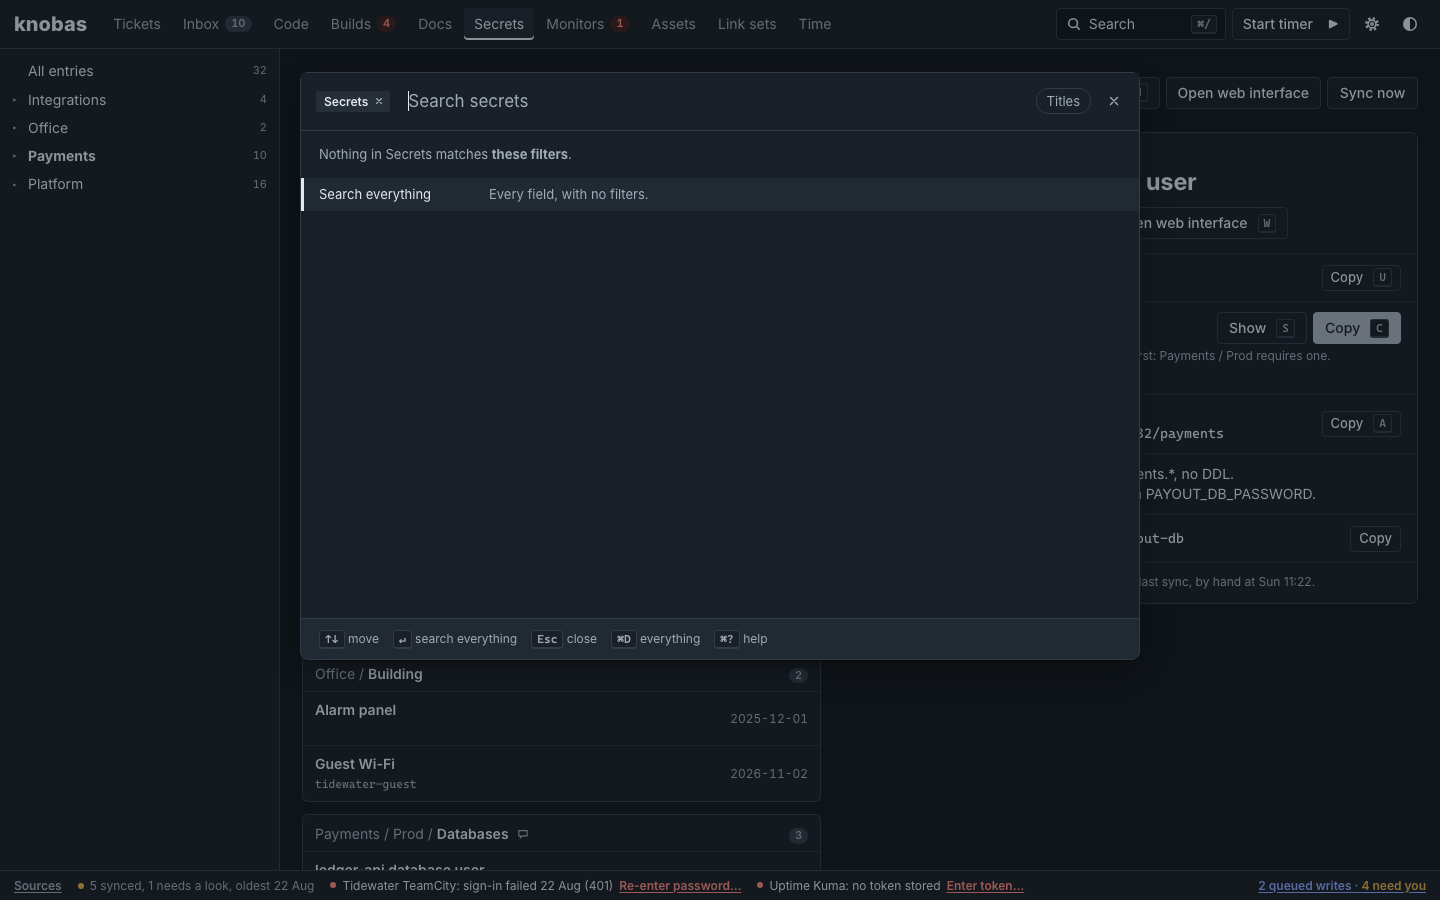 knobas Tickets Inbox 10 Code Builds 4 Docs Secrets Monitors 1 Assets Link sets Time Search ⌘/ Start timer
All entries 32
Integrations 4
Office 2
Payments 10
Platform 16
Open web interface Sync now
Secrets × Search secrets Titles ×
Nothing in Secrets matches these filters.
Search everything Every field, with no filters.
user
en web interface W
Copy U
Show S Copy C
rst: Payments / Prod requires one.
Copy A
32/payments
ents.*, no DDL.
PAYOUT_DB_PASSWORD.
out-db Copy
last sync, by hand at Sun 11:22.
↑↓ move ↵ search everything Esc close ⌘D everything ⌘? help
Office / Building 2
Alarm panel
2025-12-01
Guest Wi-Fi
2026-11-02
tidewater-guest
Payments / Prod / Databases 3
ledger-api database user
Sources 5 synced, 1 needs a look, oldest 22 Aug Tidewater TeamCity: sign-in failed 22 Aug (401) Re-enter password... Uptime Kuma: no token stored Enter token... 2 queued writes · 4 need you